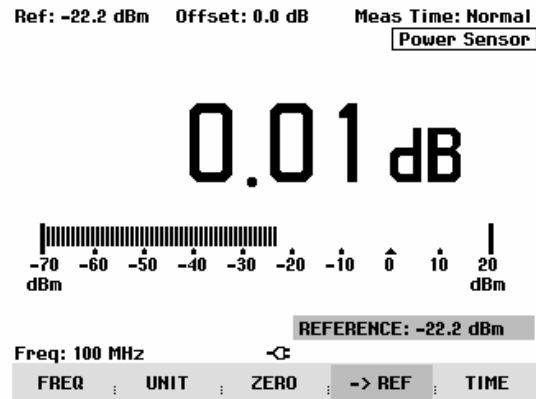 Ref: -22.2 dBm Offset: 0.0 dB Meas Time: Normal
Power Sensor
0.01 dB
-70 -60 -50 -40 -30 -20 -10 0 10 20
dBm dBm
REFERENCE: -22.2 dBm
Freq: 100 MHz
FREQ UNIT ZERO -> REF TIME